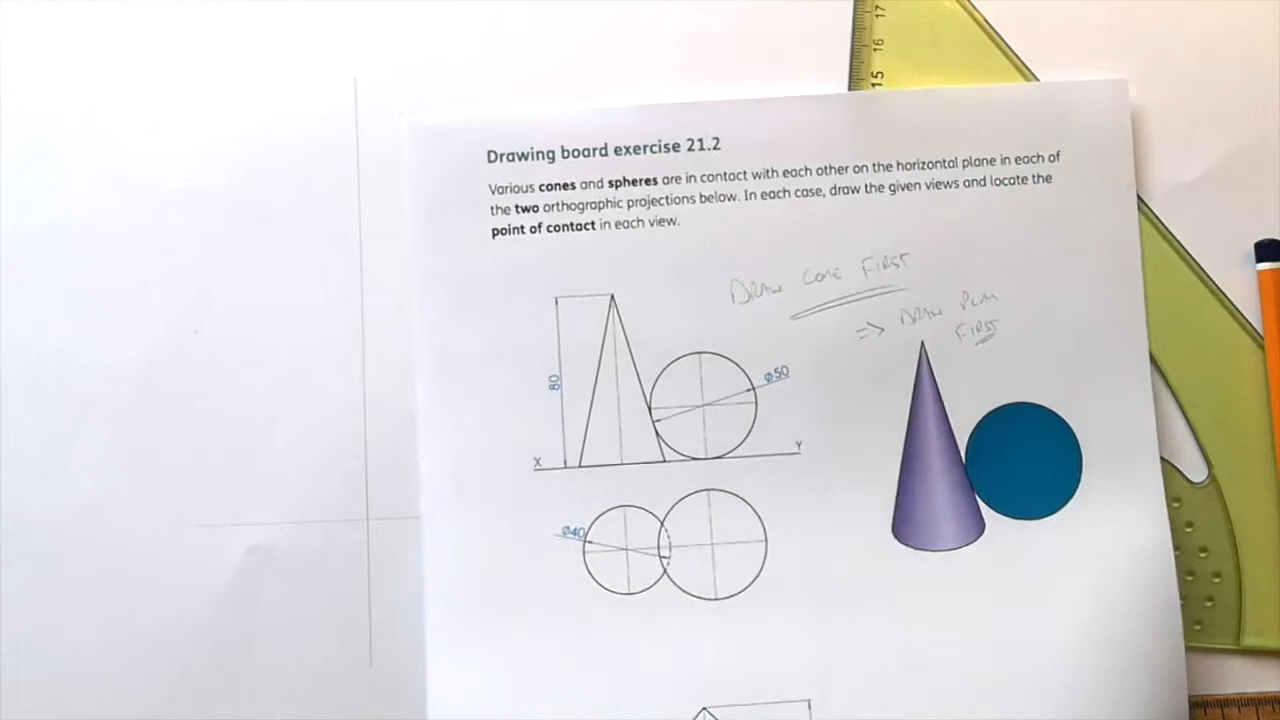 17
16
15
Drawing board exercise 21.2
Various cones and spheres are in contact with each other on the horizontal plane in each of
the two orthographic projections below. In each case, draw the given views and locate the
point of contact in each view.
DRAW CONE FIRST
=> DRAW PLAN
FIRST
80
Ø50
X
Y
Ø40